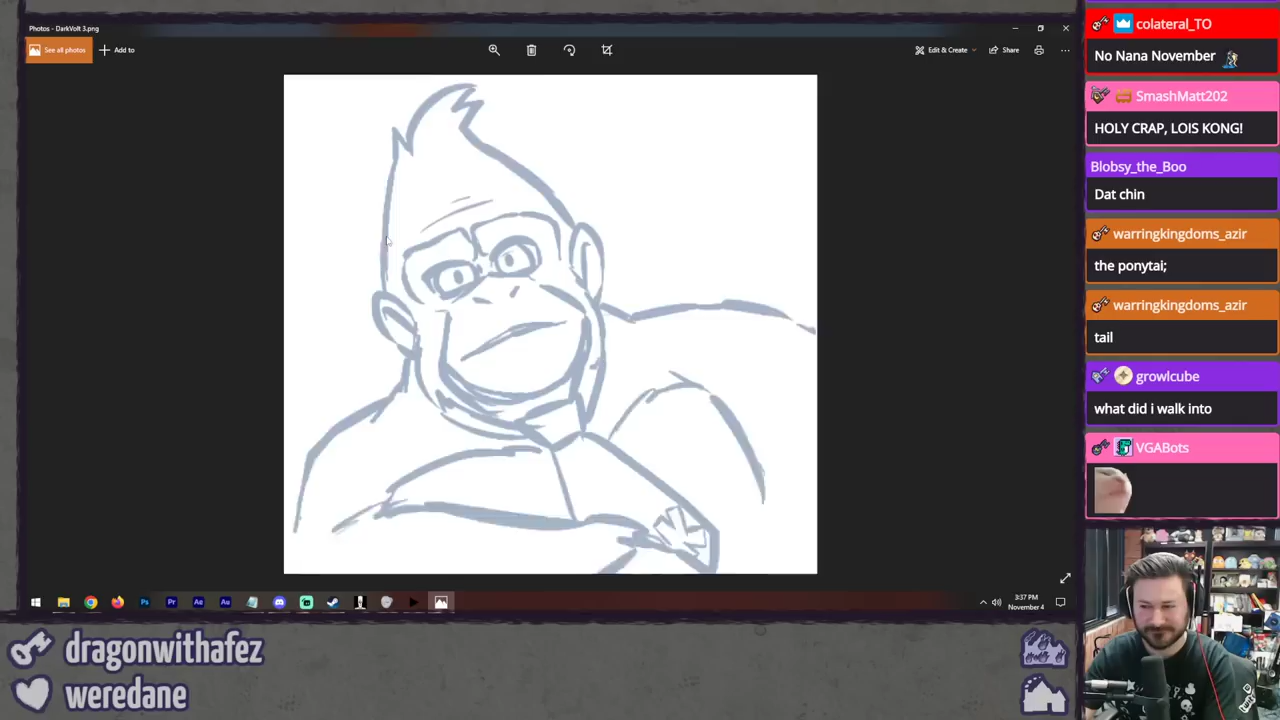 Photos - DarkVolt 3.png
See all photos
Add to
Edit & Create
Share
3:37 PM
November 4
colateral_TO
No Nana November
SmashMatt202
HOLY CRAP, LOIS KONG!
Blobsy_the_Boo
Dat chin
warringkingdoms_azir
the ponytai;
warringkingdoms_azir
tail
growlcube
what did i walk into
VGABots
dragonwithafez
weredane